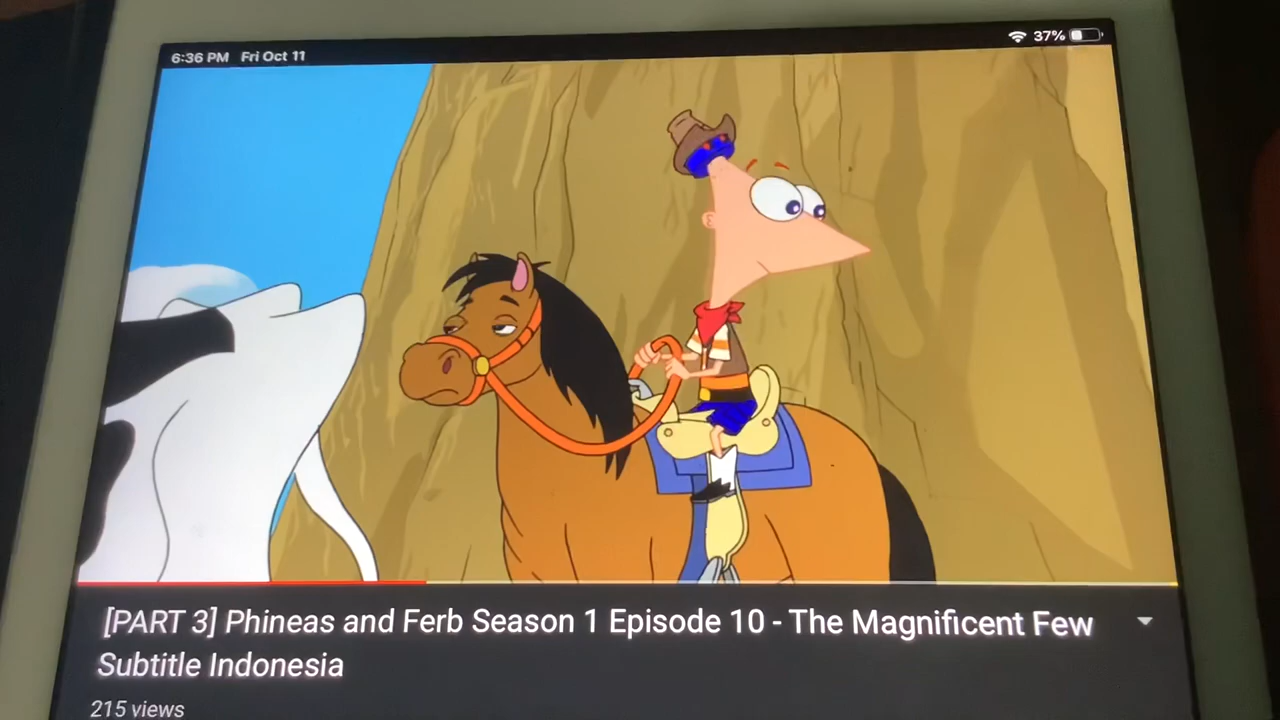 6:36 PM Fri Oct 11
37%
[PART 3] Phineas and Ferb Season 1 Episode 10 - The Magnificent Few
Subtitle Indonesia
215 views